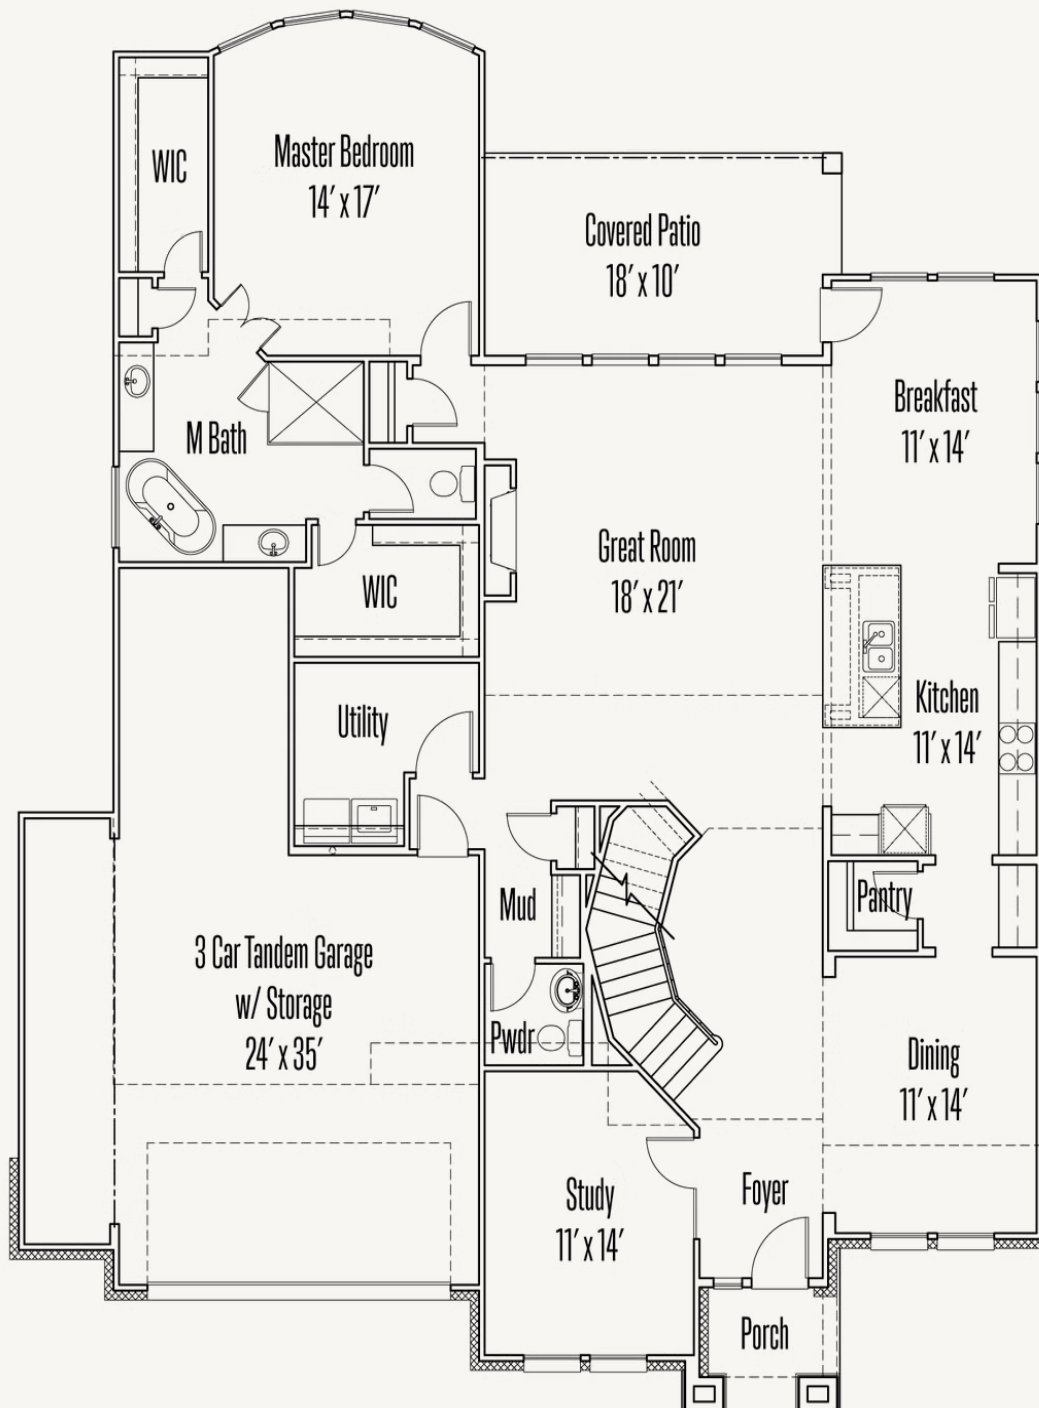 WIC
Master Bedroom
14′ x 17′
Covered Patio
18′ x 10′
Breakfast
11′ x 14′
M Bath
Great Room
18′ x 21′
WIC
Kitchen
11′ x 14′
Utility
Pantry
Mud
3 Car Tandem Garage
w/ Storage
24′ x 35′
Pwdr
Dining
11′ x 14′
Study
11′ x 14′
Foyer
Porch